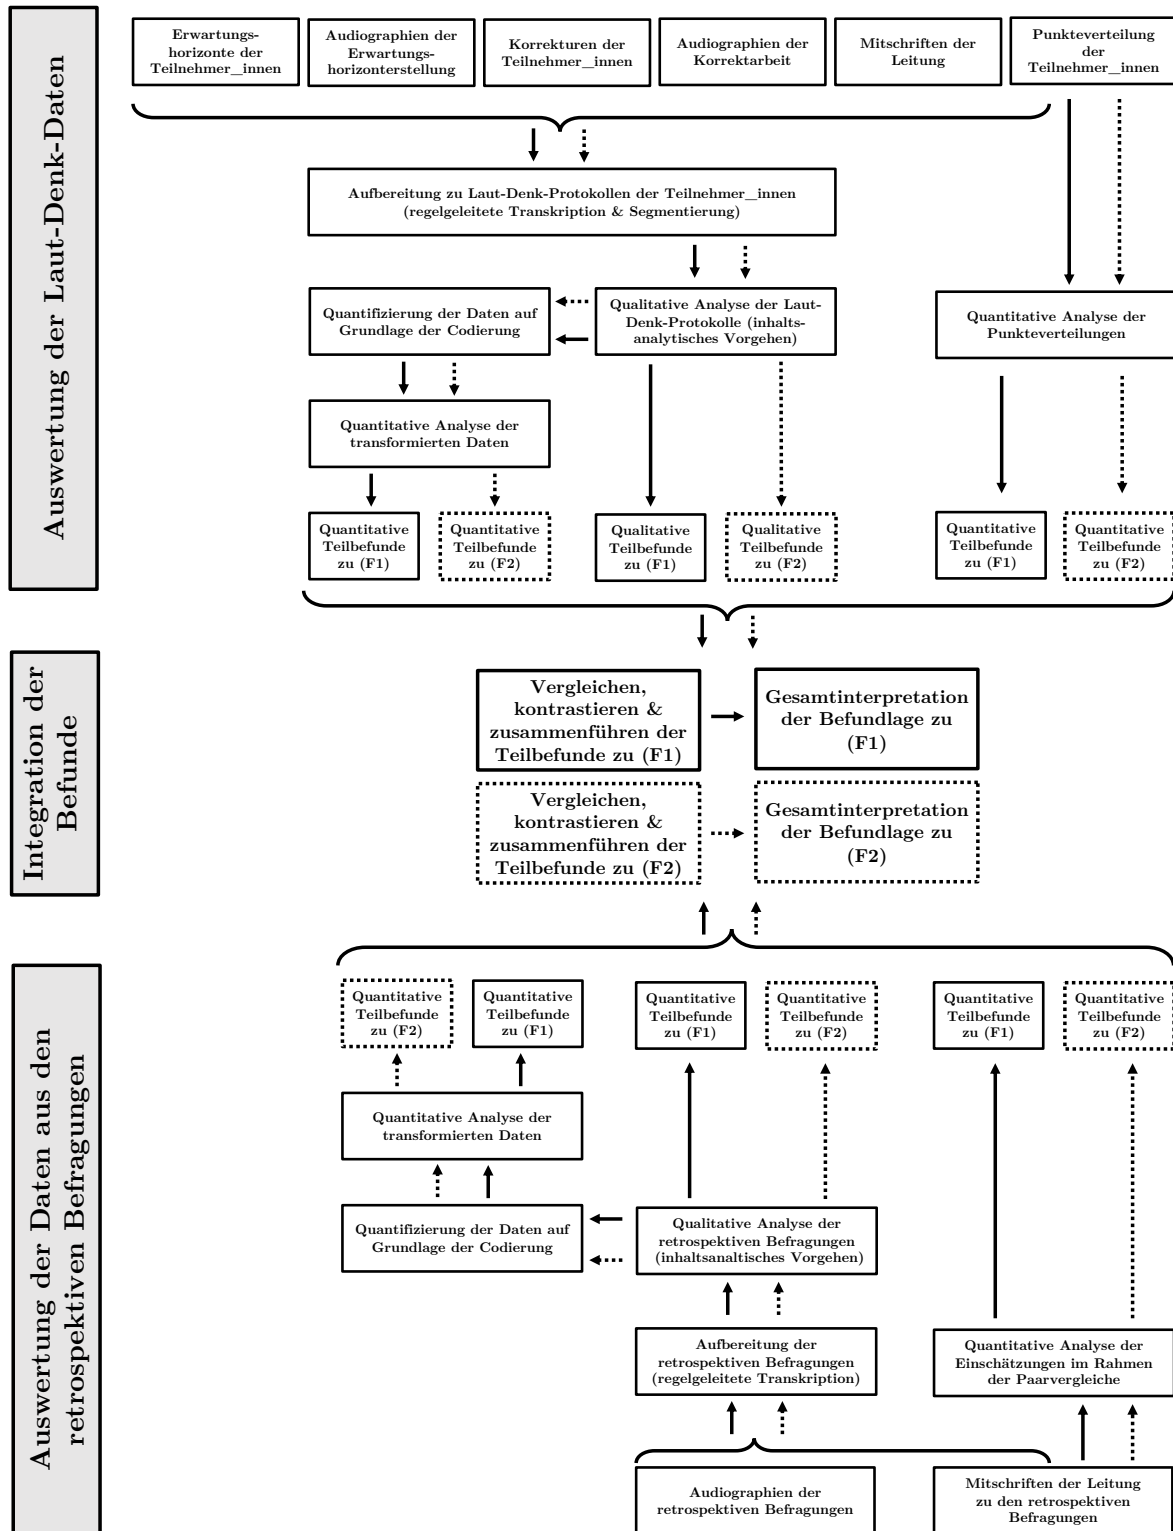 Auswertung der Laut-Denk-Daten
Erwartungs-
horizonte der
Teilnehmer_innen
Audiographien der
Erwartungs-
horizonterstellung
Korrekturen der
Teilnehmer_innen
Audiographien der
Korrektarbeit
Mitschriften der
Leitung
Punkteverteilung
der
Teilnehmer_innen
Aufbereitung zu Laut-Denk-Protokollen der Teilnehmer_innen
(regelgeleitete Transkription & Segmentierung)
Quantifizierung der Daten auf
Grundlage der Codierung
Qualitative Analyse der Laut-
Denk-Protokolle (inhalts-
analytisches Vorgehen)
Quantitative Analyse der
Punkteverteilungen
Quantitative Analyse der
transformierten Daten
Quantitative
Teilbefunde
zu (F1)
Quantitative
Teilbefunde
zu (F2)
Qualitative
Teilbefunde
zu (F1)
Qualitative
Teilbefunde
zu (F2)
Quantitative
Teilbefunde
zu (F1)
Quantitative
Teilbefunde
zu (F2)
Integration der
Befunde
Vergleichen,
kontrastieren &
zusammenführen der
Teilbefunde zu (F1)
Gesamtinterpretation
der Befundlage zu
(F1)
Vergleichen,
kontrastieren &
zusammenführen der
Teilbefunde zu (F2)
Gesamtinterpretation
der Befundlage zu
(F2)
Auswertung der Daten aus den
retrospektiven Befragungen
Quantitative
Teilbefunde
zu (F2)
Quantitative
Teilbefunde
zu (F1)
Quantitative
Teilbefunde
zu (F1)
Quantitative
Teilbefunde
zu (F2)
Quantitative
Teilbefunde
zu (F1)
Quantitative
Teilbefunde
zu (F2)
Quantitative Analyse der
transformierten Daten
Quantifizierung der Daten auf
Grundlage der Codierung
Qualitative Analyse der
retrospektiven Befragungen
(inhaltsanaltisches Vorgehen)
Aufbereitung der
retrospektiven Befragungen
(regelgeleitete Transkription)
Quantitative Analyse der
Einschätzungen im Rahmen
der Paarvergleiche
Audiographien der
retrospektiven Befragungen
Mitschriften der Leitung
zu den retrospektiven
Befragungen